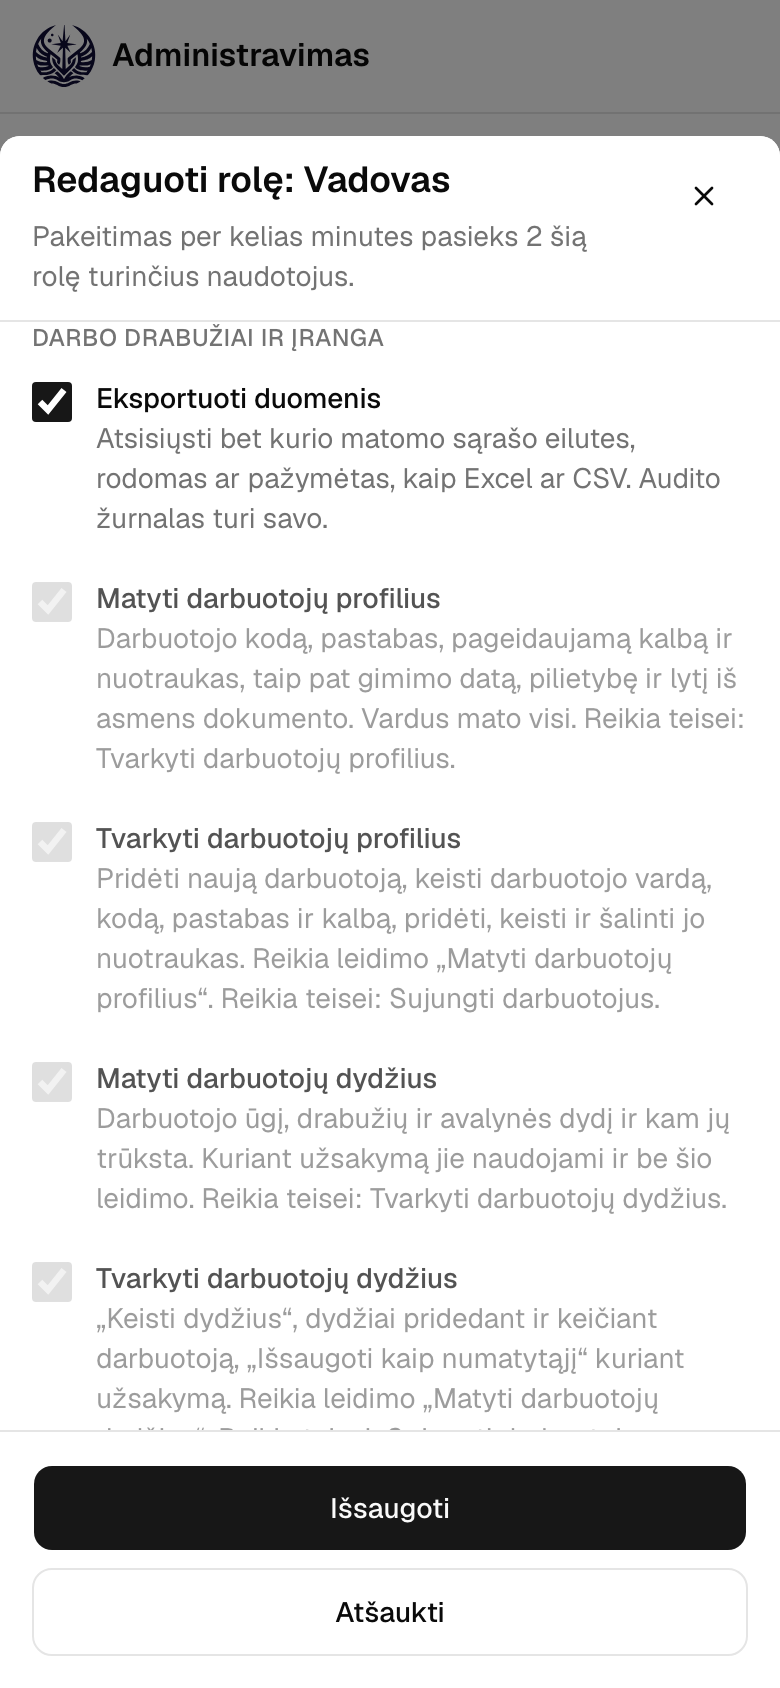 Administravimas
Redaguoti rolę: Vadovas
Pakeitimas per kelias minutes pasieks 2 šią
rolę turinčius naudotojus.
DARBO DRABUŽIAI IR ĮRANGA
Eksportuoti duomenis
Atsisiųsti bet kurio matomo sąrašo eilutes,
rodomas ar pažymėtas, kaip Excel ar CSV. Audito
žurnalas turi savo.
Matyti darbuotojų profilius
Darbuotojo kodą, pastabas, pageidaujamą kalbą ir
nuotraukas, taip pat gimimo datą, pilietybę ir lytį iš
asmens dokumento. Vardus mato visi. Reikia teisei:
Tvarkyti darbuotojų profilius.
Tvarkyti darbuotojų profilius
Pridėti naują darbuotoją, keisti darbuotojo vardą,
kodą, pastabas ir kalbą, pridėti, keisti ir šalinti jo
nuotraukas. Reikia leidimo „Matyti darbuotojų
profilius“. Reikia teisei: Sujungti darbuotojus.
Matyti darbuotojų dydžius
Darbuotojo ūgį, drabužių ir avalynės dydį ir kam jų
trūksta. Kuriant užsakymą jie naudojami ir be šio
leidimo. Reikia teisei: Tvarkyti darbuotojų dydžius.
Tvarkyti darbuotojų dydžius
„Keisti dydžius“, dydžiai pridedant ir keičiant
darbuotoją, „Išsaugoti kaip numatytąjį“ kuriant
užsakymą. Reikia leidimo „Matyti darbuotojų
Išsaugoti
Atšaukti